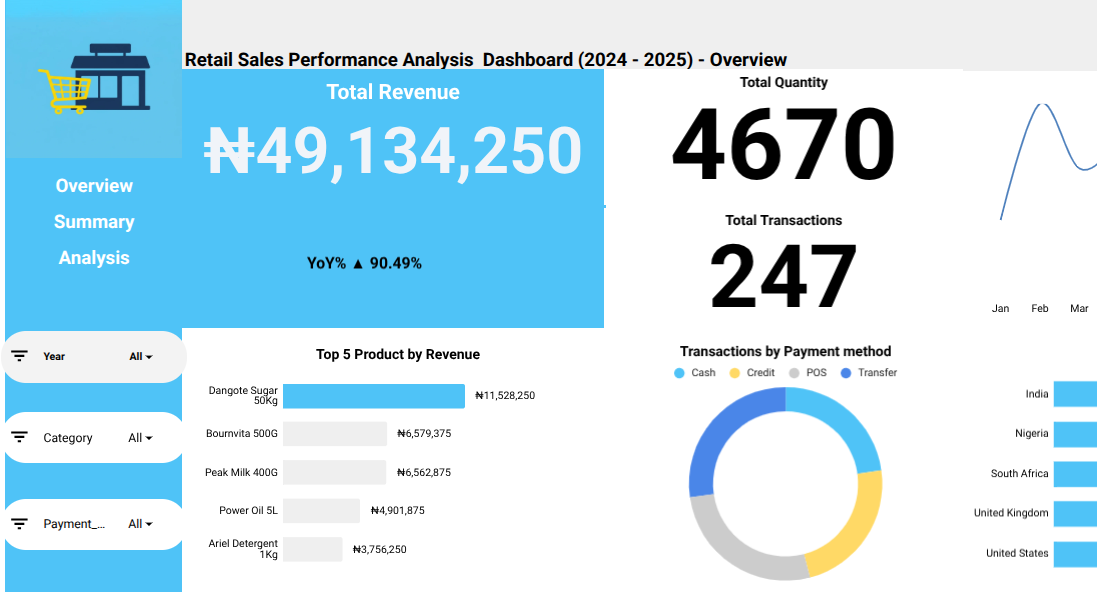 Retail Sales Performance Analysis  Dashboard (2024 - 2025) - Overview
Overview
Summary
Analysis
Year
All
Category
All
Payment_...
All
Total Revenue
₦49,134,250
YoY% ▲ 90.49%
Total Quantity
4670
Total Transactions
247
Jan Feb Mar
Top 5 Product by Revenue
Dangote Sugar
50Kg
₦11,528,250
Bournvita 500G
₦6,579,375
Peak Milk 400G
₦6,562,875
Power Oil 5L
₦4,901,875
Ariel Detergent
1Kg
₦3,756,250
Transactions by Payment method
Cash Credit POS Transfer
India
Nigeria
South Africa
United Kingdom
United States